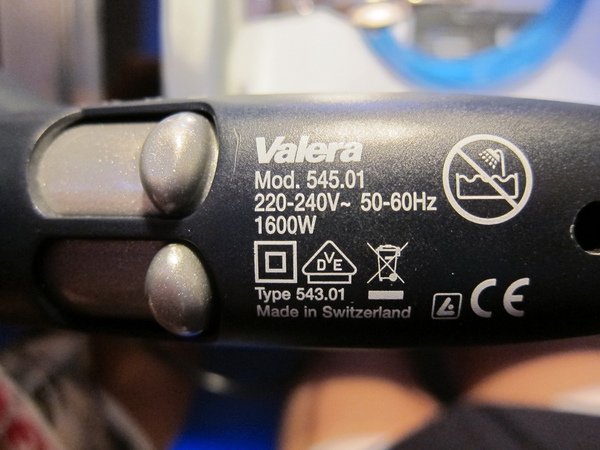 Valera
Mod. 545.01
220-240V~ 50-60Hz
1600W
DVE
Type 543.01
Made in Switzerland
CE